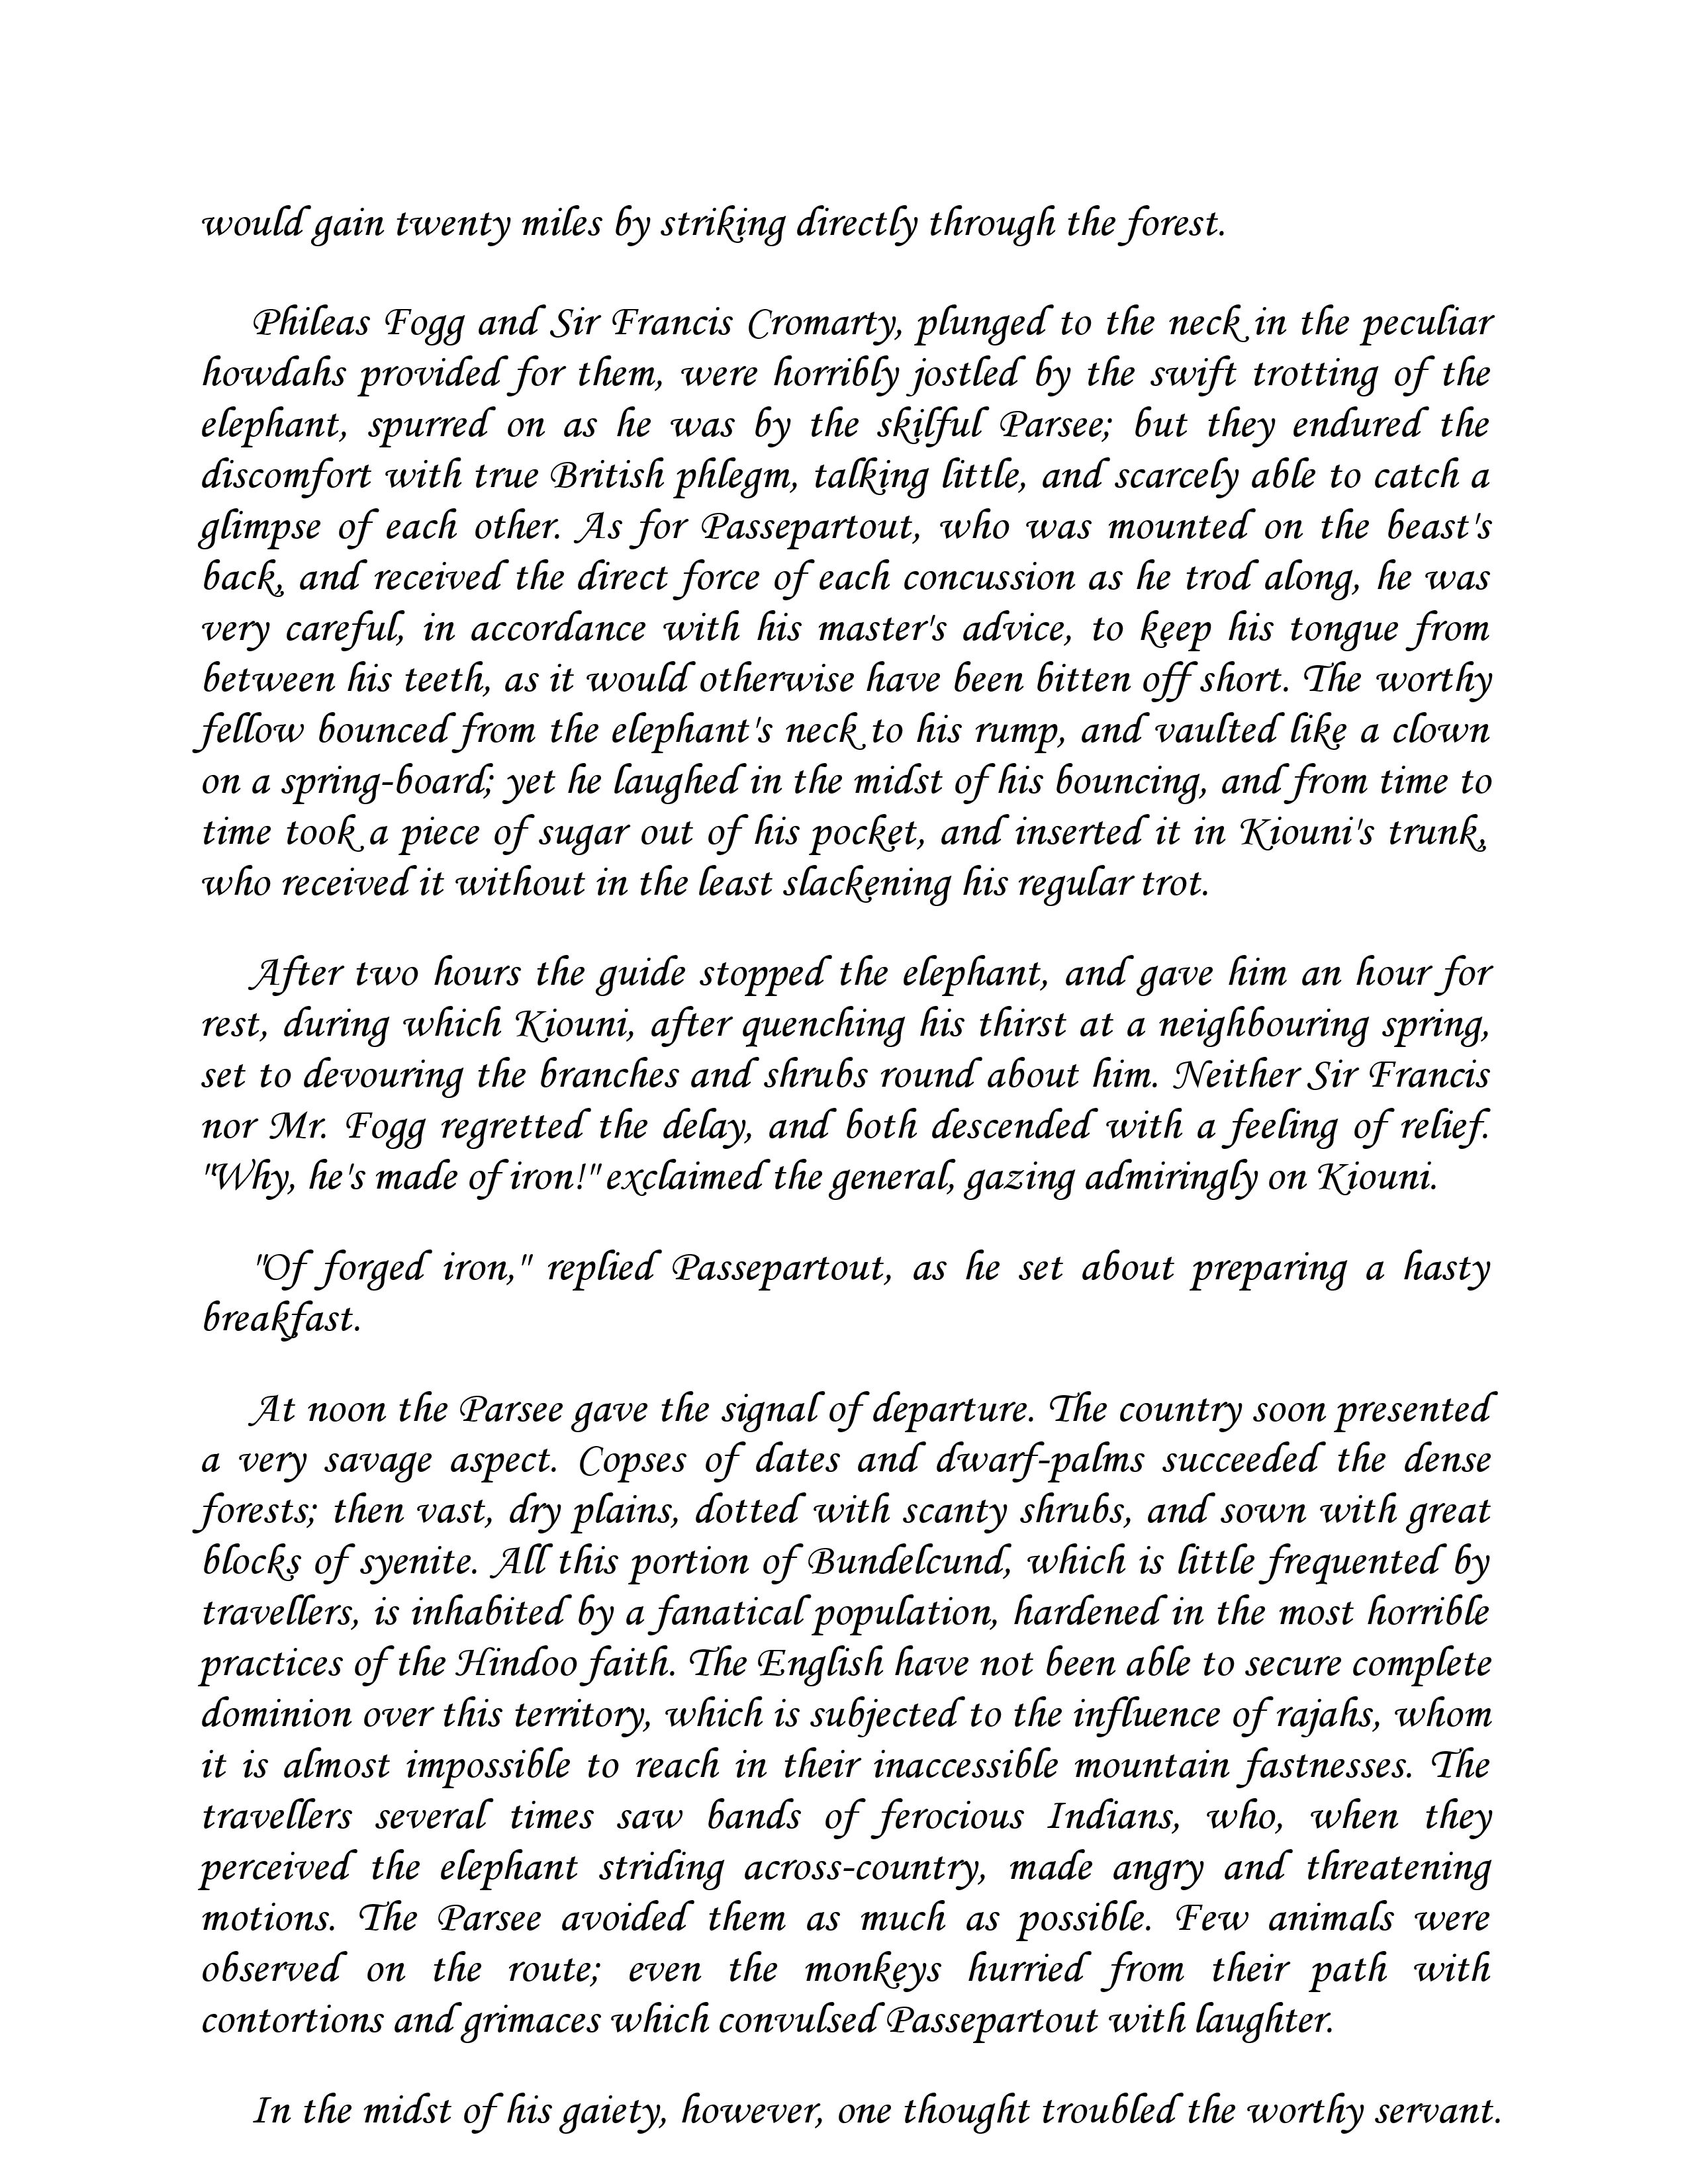 would gain twenty miles by striking directly through the forest.
Phileas Fogg and Sir Francis Cromarty, plunged to the neck in the peculiar
howdahs provided for them, were horribly jostled by the swift trotting of the
elephant, spurred on as he was by the skilful Parsee; but they endured the
discomfort with true British phlegm, talking little, and scarcely able to catch a
glimpse of each other. As for Passepartout, who was mounted on the beast's
back, and received the direct force of each concussion as he trod along, he was
very careful, in accordance with his master's advice, to keep his tongue from
between his teeth, as it would otherwise have been bitten off short. The worthy
fellow bounced from the elephant's neck to his rump, and vaulted like a clown
on a spring-board; yet he laughed in the midst of his bouncing, and from time to
time took a piece of sugar out of his pocket, and inserted it in Kiouni's trunk,
who received it without in the least slackening his regular trot.
After two hours the guide stopped the elephant, and gave him an hour for
rest, during which Kiouni, after quenching his thirst at a neighbouring spring,
set to devouring the branches and shrubs round about him. Neither Sir Francis
nor Mr. Fogg regretted the delay, and both descended with a feeling of relief.
"Why, he's made of iron!" exclaimed the general, gazing admiringly on Kiouni.
"Of forged iron," replied Passepartout, as he set about preparing a hasty
breakfast.
At noon the Parsee gave the signal of departure. The country soon presented
a very savage aspect. Copses of dates and dwarf-palms succeeded the dense
forests; then vast, dry plains, dotted with scanty shrubs, and sown with great
blocks of syenite. All this portion of Bundelcund, which is little frequented by
travellers, is inhabited by a fanatical population, hardened in the most horrible
practices of the Hindoo faith. The English have not been able to secure complete
dominion over this territory, which is subjected to the influence of rajahs, whom
it is almost impossible to reach in their inaccessible mountain fastnesses. The
travellers several times saw bands of ferocious Indians, who, when they
perceived the elephant striding across-country, made angry and threatening
motions. The Parsee avoided them as much as possible. Few animals were
observed on the route; even the monkeys hurried from their path with
contortions and grimaces which convulsed Passepartout with laughter.
In the midst of his gaiety, however, one thought troubled the worthy servant.